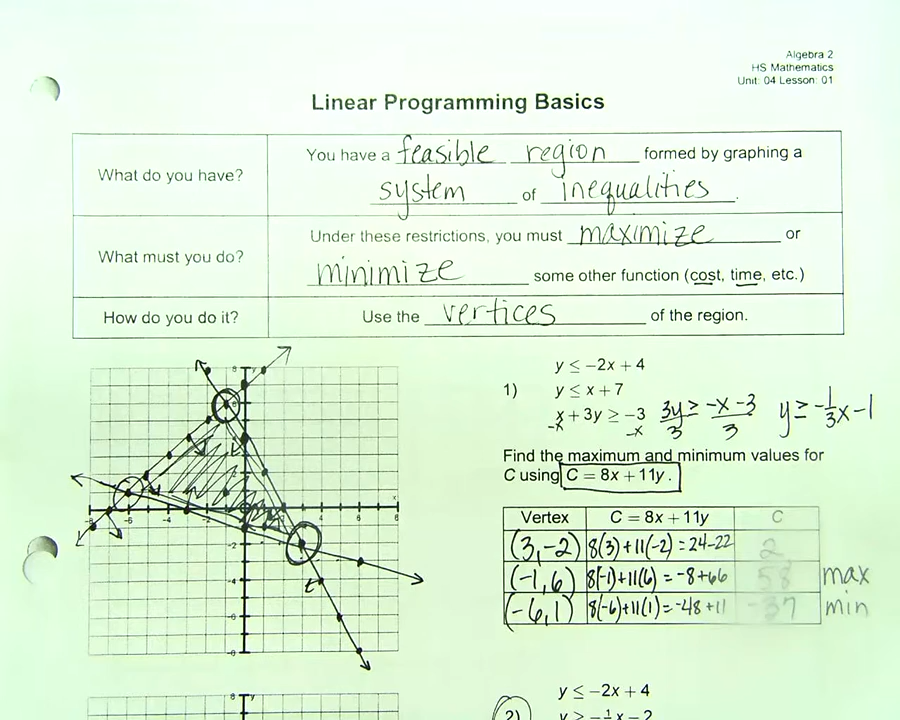 Algebra 2
HS Mathematics
Unit: 04 Lesson: 01
Linear Programming Basics
What do you have?
You have a feasible region formed by graphing a
system of inequalities.
What must you do?
Under these restrictions, you must maximize or
minimize some other function (cost, time, etc.)
How do you do it?
Use the vertices of the region.
y ≤ −2x + 4
1) y ≤ x + 7
x + 3y ≥ −3 3y ≥ −x −3 y ≥ −1/3x −1
−x −x 3 3
Find the maximum and minimum values for
C using C = 8x + 11y.
Vertex C = 8x + 11y C
(3,−2) 8(3)+11(−2) = 24−22 2
(−1,6) 8(−1)+11(6) = −8+66 58 max
(−6,1) 8(−6)+11(1) = −48+11 −37 min
8 y
y ≤ −2x + 4
2) y ≥ −1/3x − 2